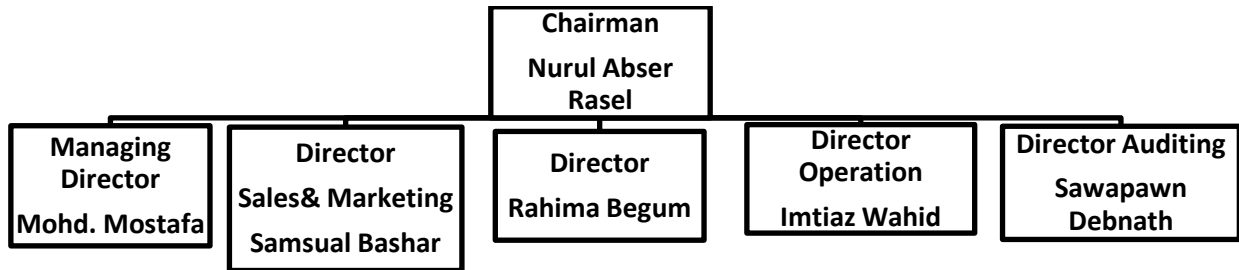 Chairman
Nurul Abser
Rasel
Managing
Director
Mohd. Mostafa
Director
Sales& Marketing
Samsual Bashar
Director
Rahima Begum
Director
Operation
Imtiaz Wahid
Director Auditing
Sawapawn
Debnath